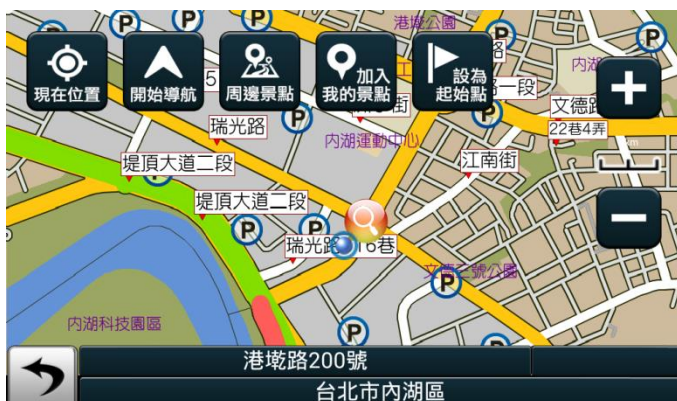 港墘公園
現在位置
開始導航
周邊景點
加入
我的景點
設為
起始點
5
路
街
路一段
內湖
文德路
22巷4弄
瑞光路
內湖運動中心
江南街
堤頂大道二段
堤頂大道二段
瑞光路
16巷
文德三號公園
內湖科技園區
P
P
P
P
P
P
P
P
P
P
港墘路200號
台北市內湖區